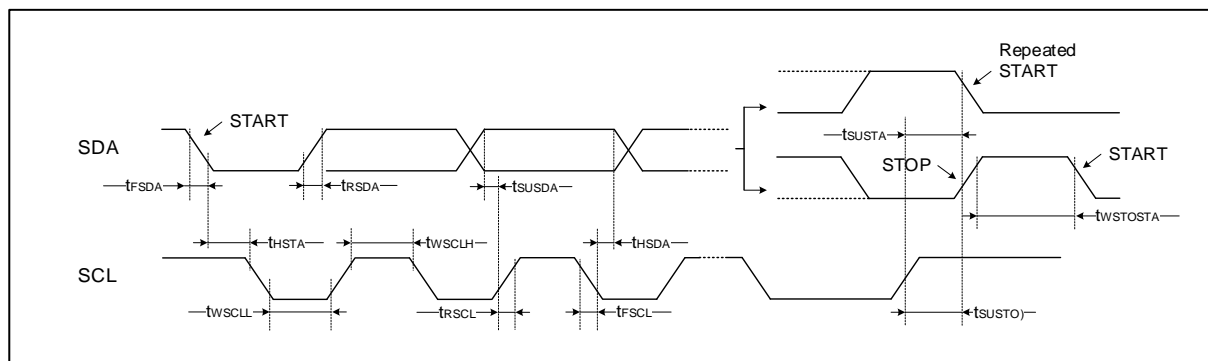 Repeated
START
START
SDA
tSUSTA
STOP
START
tFSDA
tRSDA
tSUSDA
tWSTOSTA
tHSTA
tWSCLH
tHSDA
SCL
tWSCLL
tRSCL
tFSCL
tSUSTO)